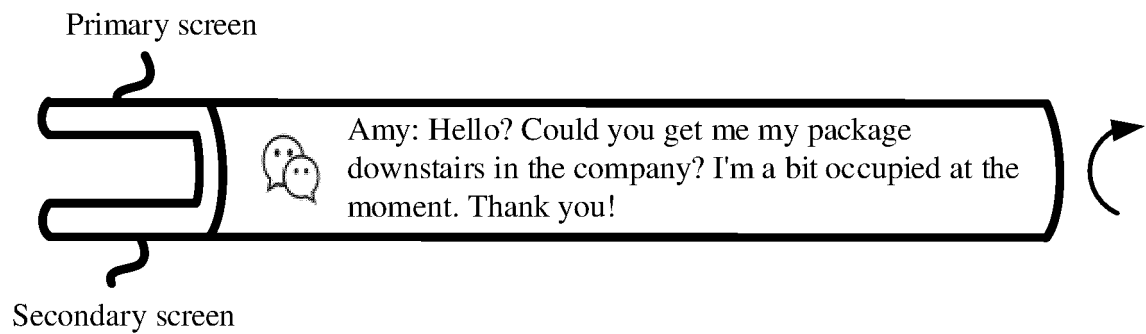 Primary screen
Amy: Hello? Could you get me my package
downstairs in the company? I'm a bit occupied at the
moment. Thank you!
Secondary screen